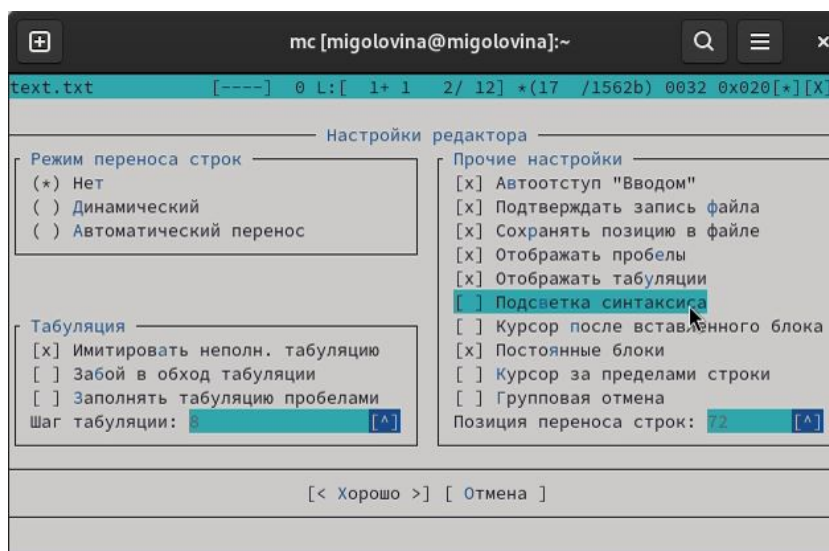 mc [migolovina@migolovina]:~
text.txt [----] 0 L:[ 1+ 1 2/ 12] *(17 /1562b) 0032 0x020[*][X]
Настройки редактора
Режим переноса строк
(*) Нет
( ) Динамический
( ) Автоматический перенос
Табуляция
[x] Имитировать неполн. табуляцию
[ ] Забой в обход табуляции
[ ] Заполнять табуляцию пробелами
Шаг табуляции: 8 [^]
Прочие настройки
[x] Автоотступ "Вводом"
[x] Подтверждать запись файла
[x] Сохранять позицию в файле
[x] Отображать пробелы
[x] Отображать табуляции
[ ] Подсветка синтаксиса
[ ] Курсор после вставленного блока
[x] Постоянные блоки
[ ] Курсор за пределами строки
[ ] Групповая отмена
Позиция переноса строк: 72 [^]
[< Хорошо >] [ Отмена ]